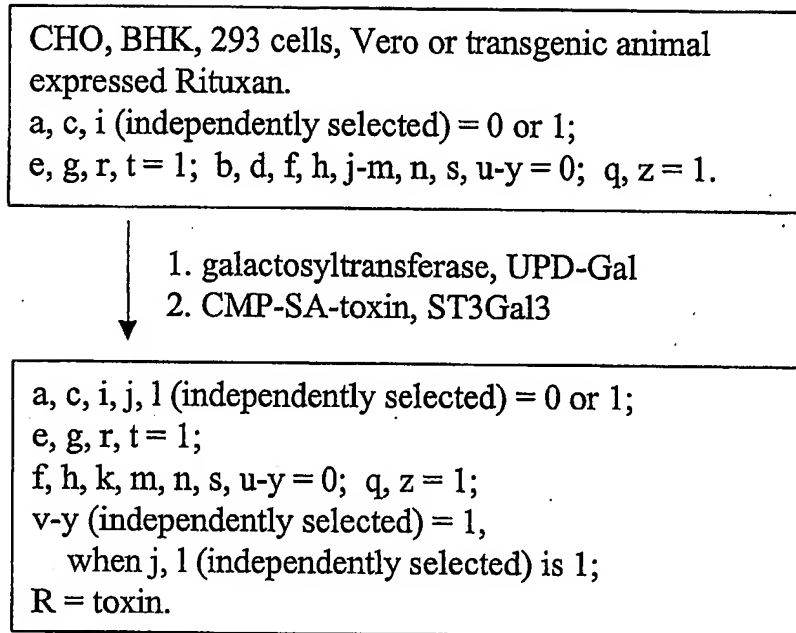 CHO, BHK, 293 cells, Vero or transgenic animal
expressed Rituxan.
a, c, i (independently selected) = 0 or 1;
e, g, r, t = 1; b, d, f, h, j-m, n, s, u-y = 0; q, z = 1.
1. galactosyltransferase, UPD-Gal
2. CMP-SA-toxin, ST3Gal3
a, c, i, j, l (independently selected) = 0 or 1;
e, g, r, t = 1;
f, h, k, m, n, s, u-y = 0; q, z = 1;
v-y (independently selected) = 1,
when j, l (independently selected) is 1;
R = toxin.